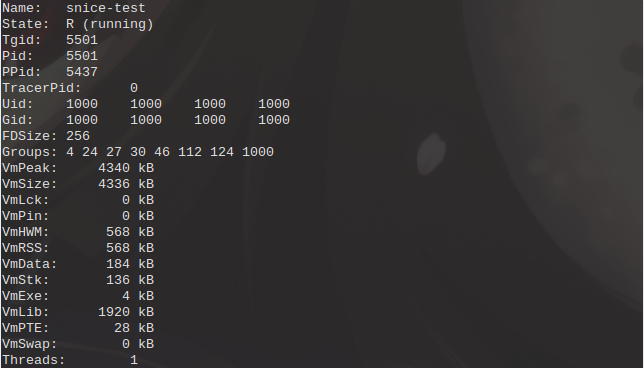 Name:   snice-test
State:  R (running)
Tgid:   5501
Pid:    5501
PPid:   5437
TracerPid:      0
Uid:    1000    1000    1000    1000
Gid:    1000    1000    1000    1000
FDSize: 256
Groups: 4 24 27 30 46 112 124 1000
VmPeak:     4340 kB
VmSize:     4336 kB
VmLck:         0 kB
VmPin:         0 kB
VmHWM:       568 kB
VmRSS:       568 kB
VmData:      184 kB
VmStk:       136 kB
VmExe:         4 kB
VmLib:      1920 kB
VmPTE:        28 kB
VmSwap:        0 kB
Threads:        1